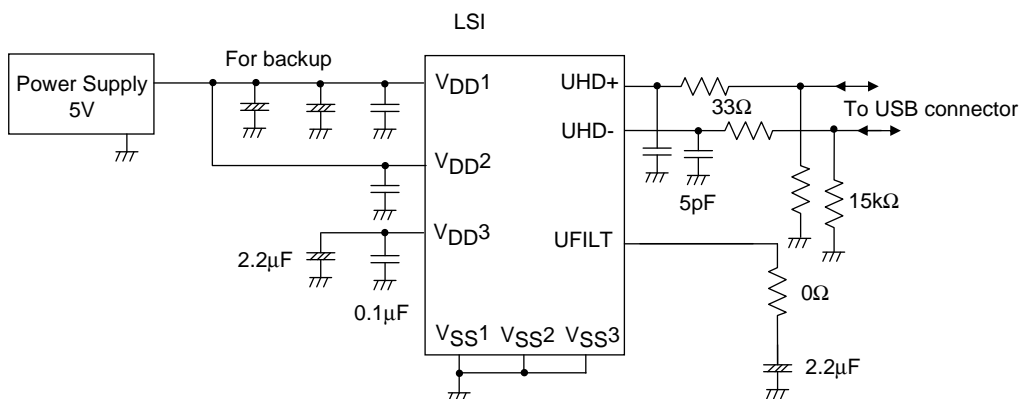 LSI
Power Supply
5V
For backup
VDD1
VDD2
VDD3
2.2μF
0.1μF
VSS1
VSS2
VSS3
UHD+
UHD-
UFILT
33Ω
To USB connector
5pF
15kΩ
0Ω
2.2μF